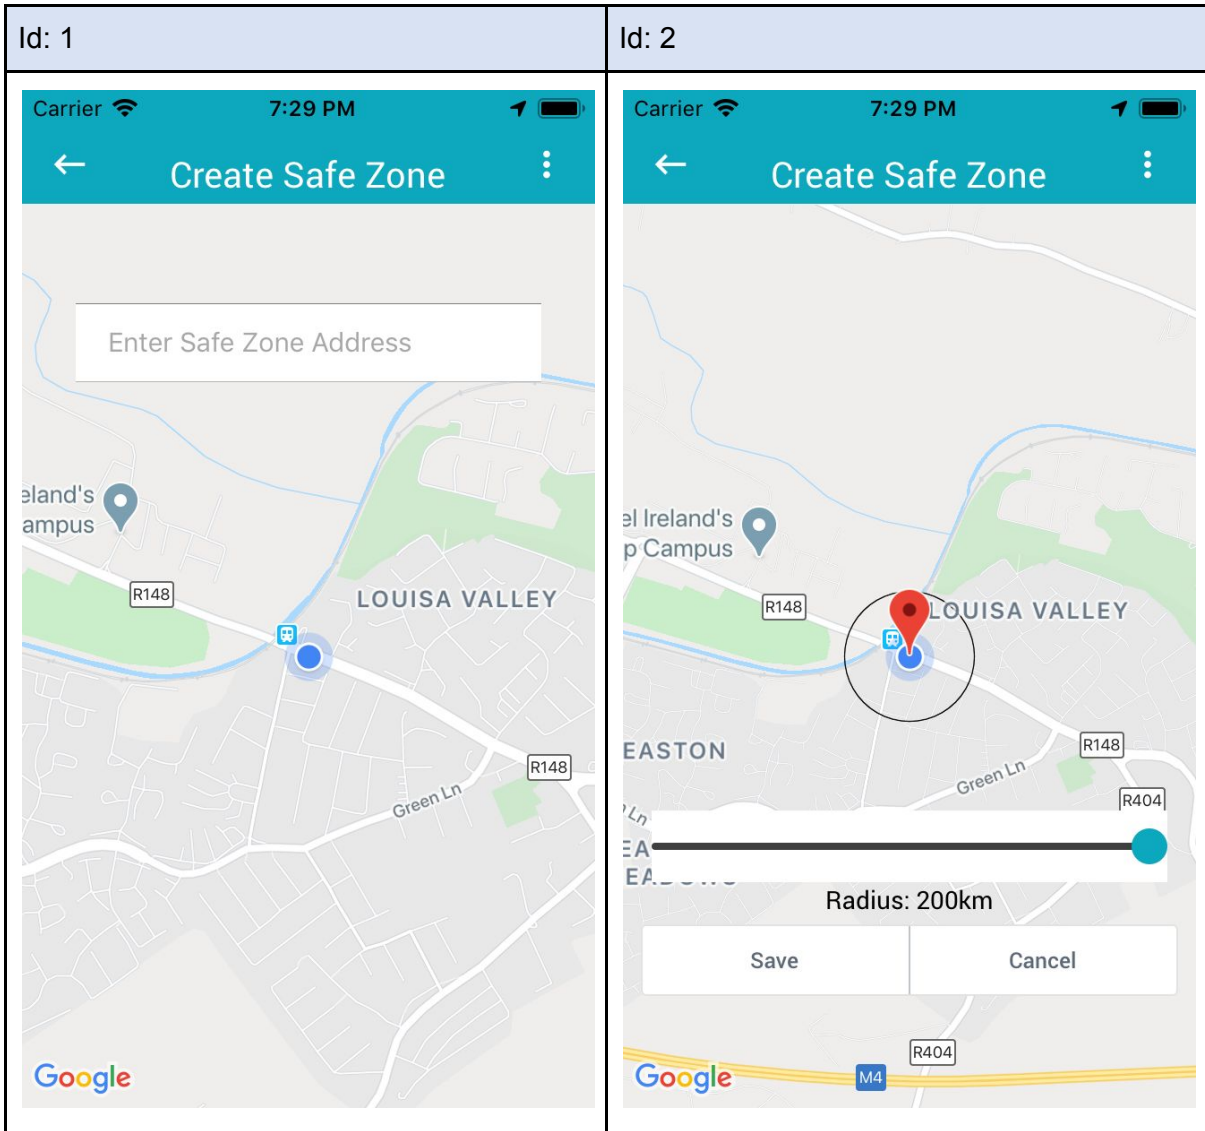 Id: 1
Carrier
7:29 PM
Create Safe Zone
Enter Safe Zone Address
eland's
ampus
R148
LOUISA VALLEY
R148
Green Ln
Google
Id: 2
Carrier
7:29 PM
Create Safe Zone
el Ireland's
p Campus
R148
LOUISA VALLEY
EASTON
R148
Green Ln
R404
Ln
EA
Radius: 200km
Save
Cancel
R404
M4
Google